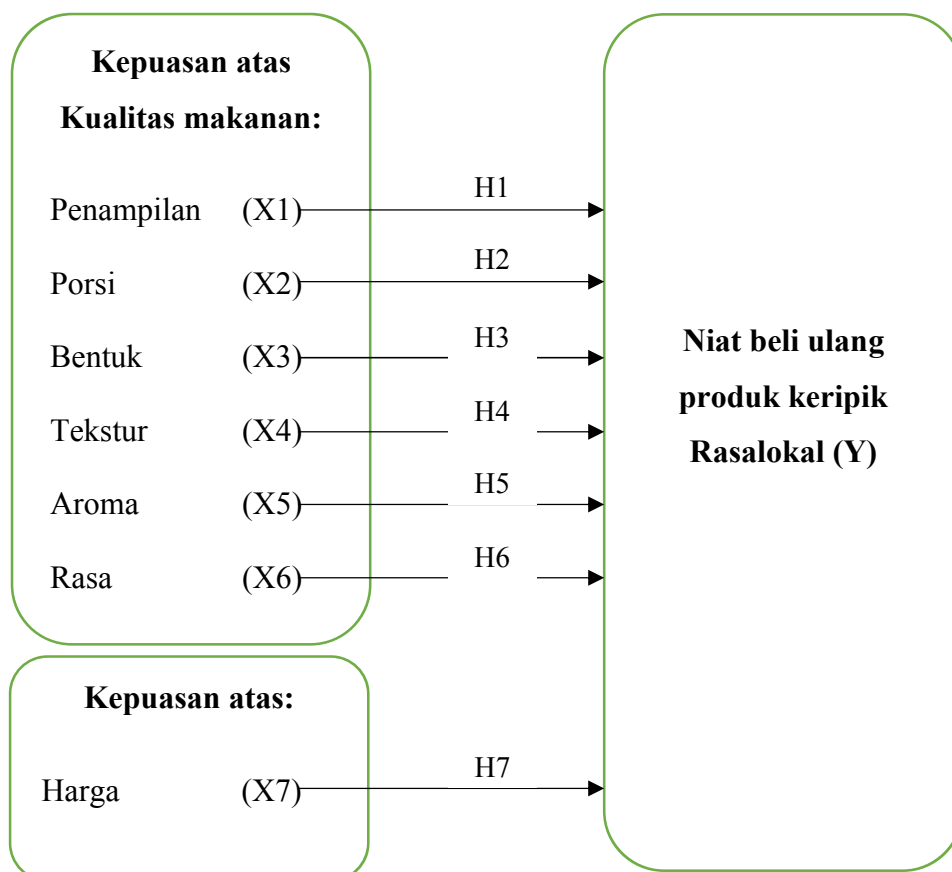 Kepuasan atas
Kualitas makanan:
Penampilan (X1)
H1
Porsi (X2)
H2
Bentuk (X3)
H3
Tekstur (X4)
H4
Aroma (X5)
H5
Rasa (X6)
H6
Niat beli ulang
produk keripik
Rasalokal (Y)
Kepuasan atas:
Harga (X7)
H7